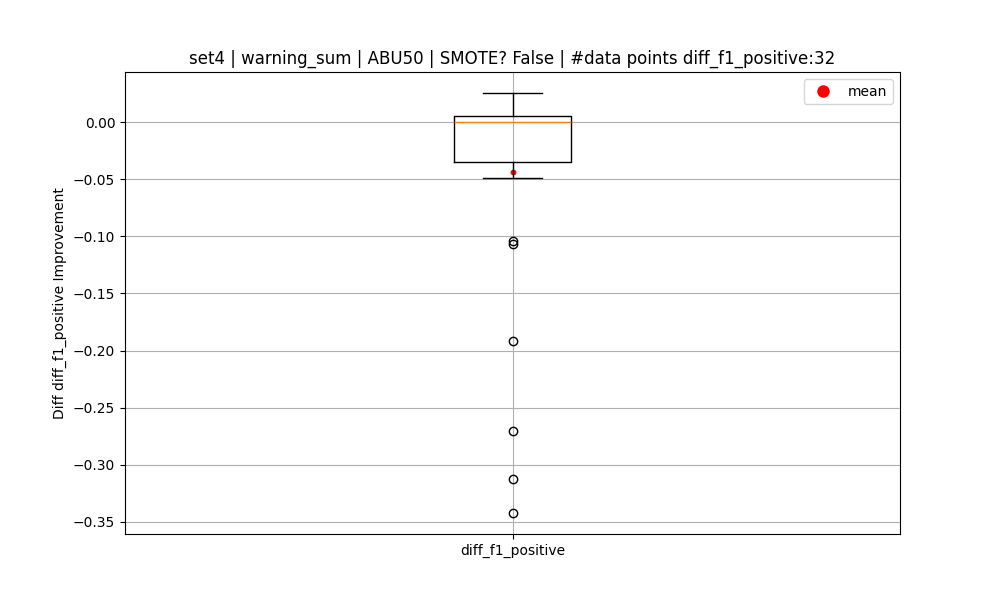 set4 | warning_sum | ABU50 | SMOTE? False | #data points diff_f1_positive:32
mean
Diff diff_f1_positive Improvement
0.00
−0.05
−0.10
−0.15
−0.20
−0.25
−0.30
−0.35
diff_f1_positive